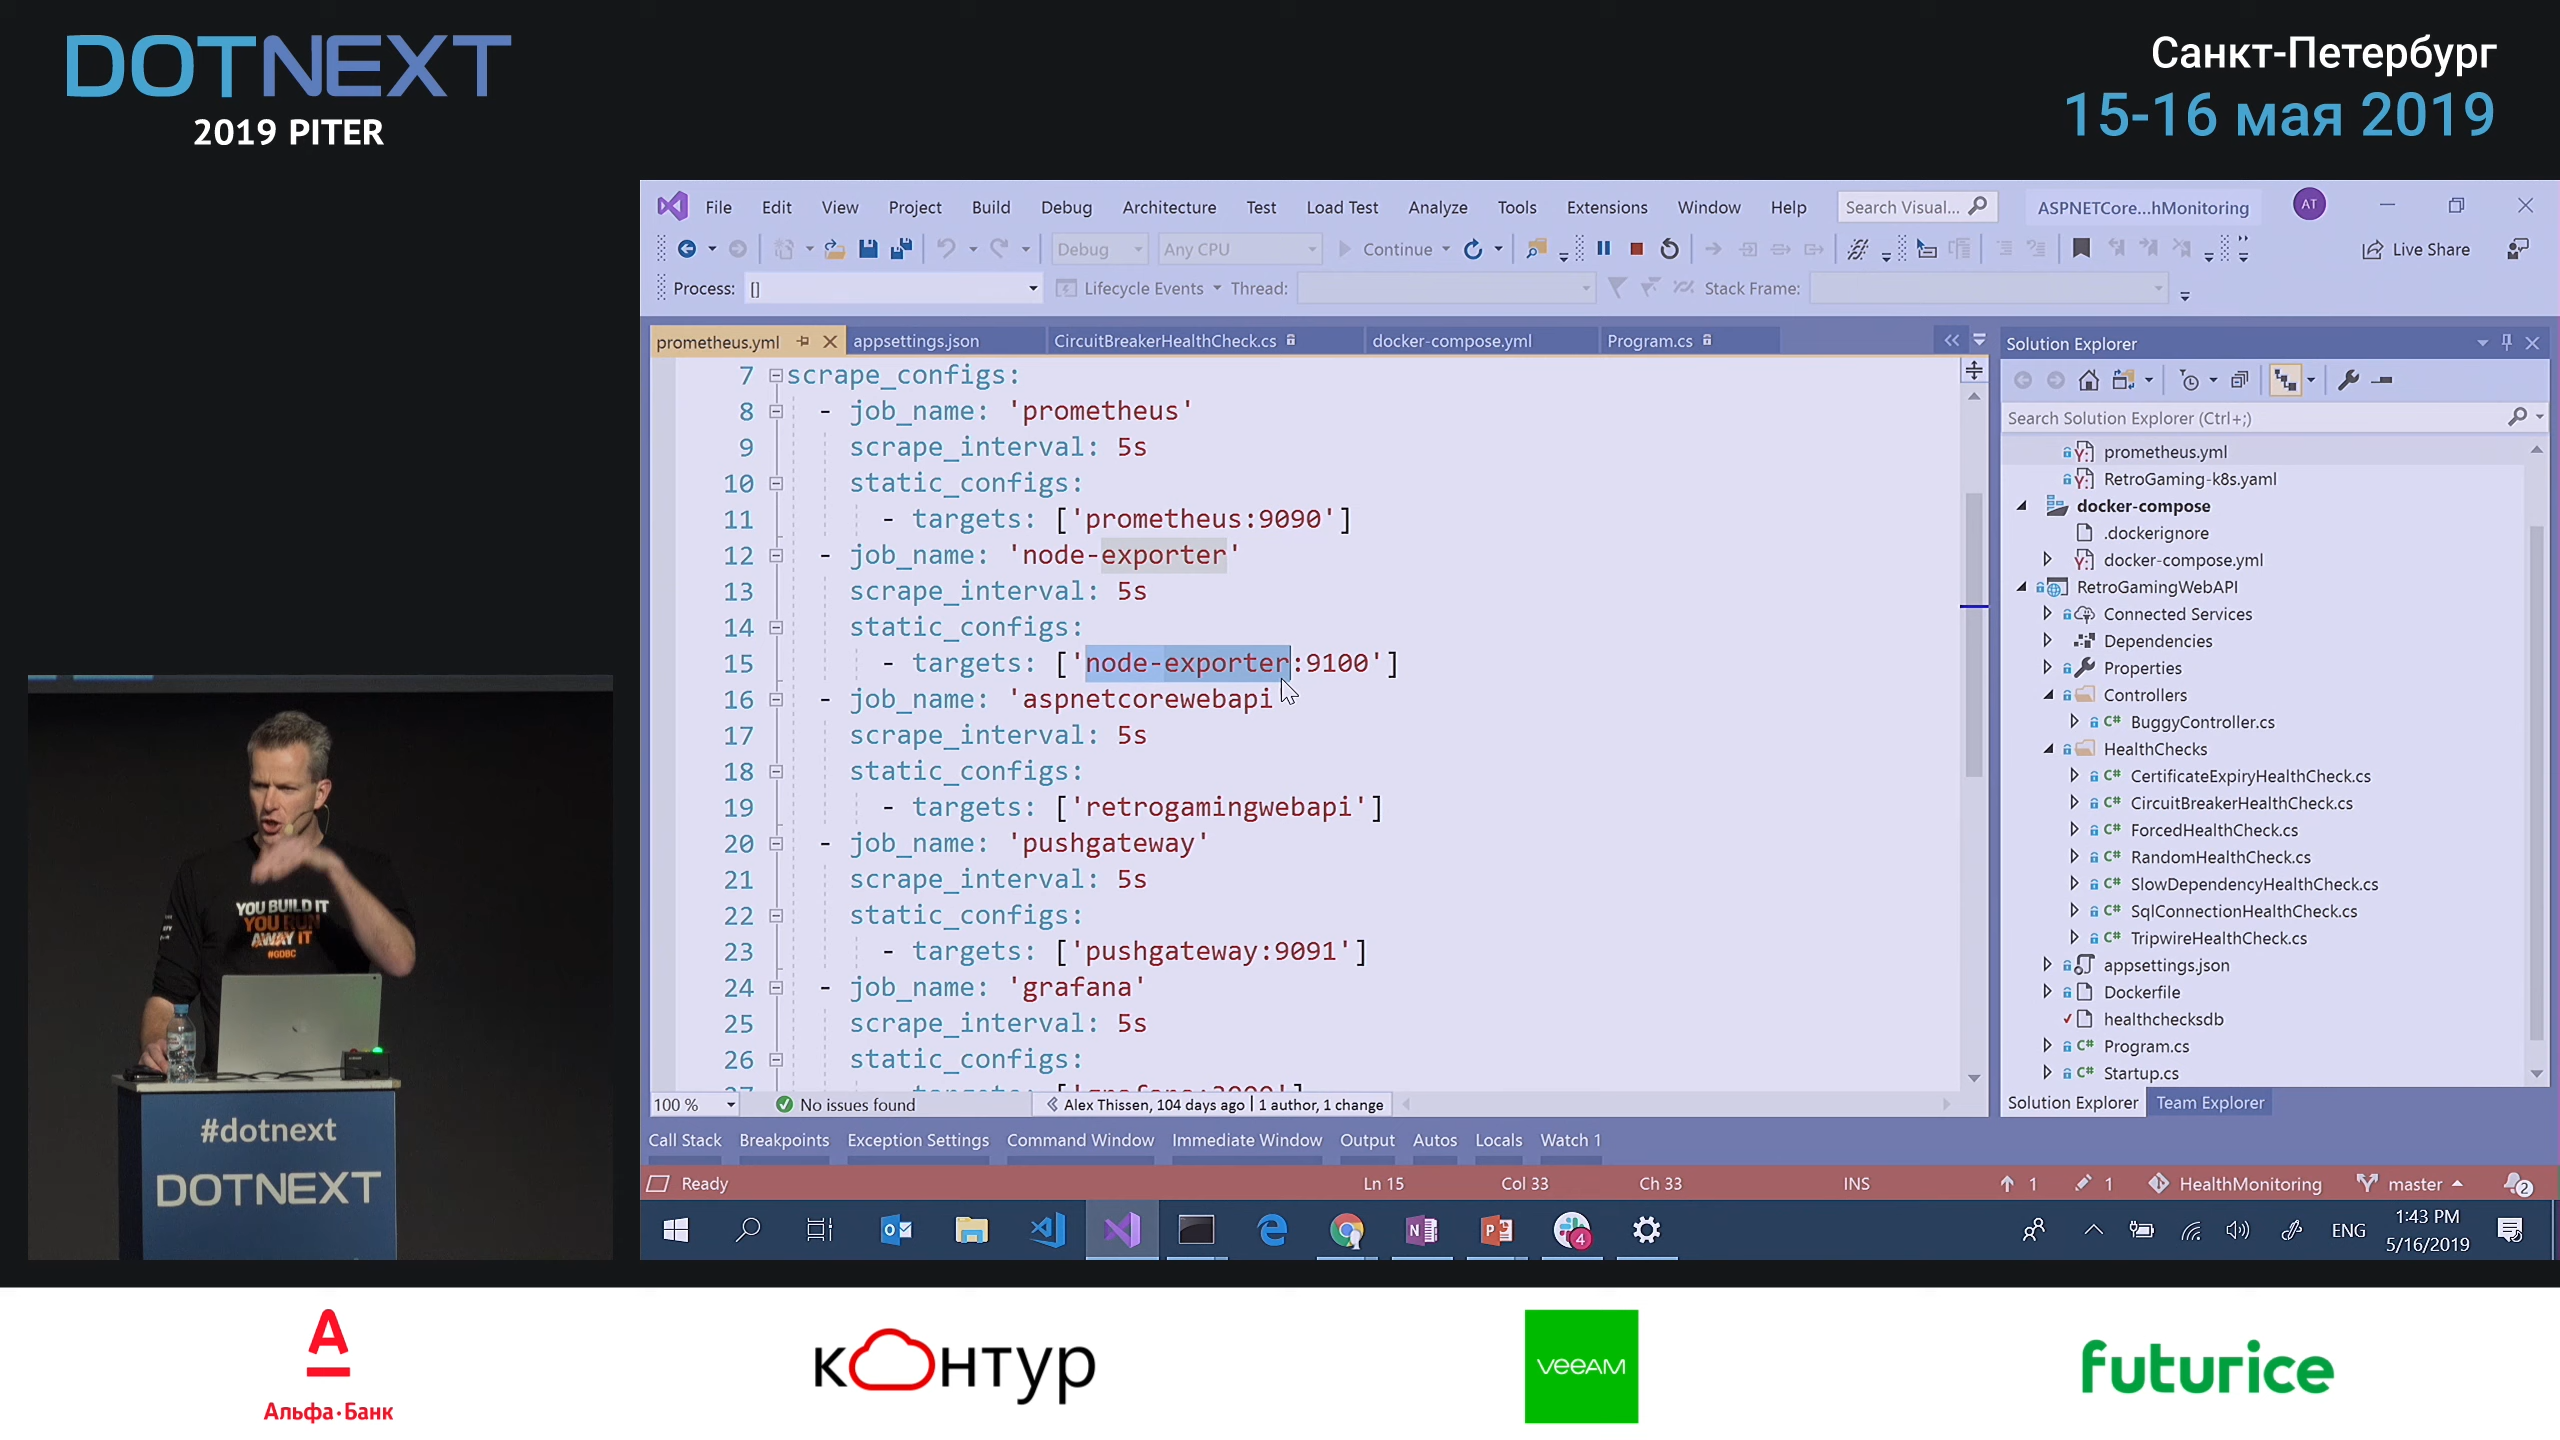 DOTNEXT
2019 PITER
Санкт-Петербург
15-16 мая 2019
File Edit View Project Build Debug Architecture Test Load Test Analyze Tools Extensions Window Help Search Visual... ASPNETCore...hMonitoring AT
Debug Any CPU Continue Live Share
Process: [] Lifecycle Events Thread: Stack Frame:
prometheus.yml appsettings.json CircuitBreakerHealthCheck.cs docker-compose.yml Program.cs
7 scrape_configs:
8 - job_name: 'prometheus'
9 scrape_interval: 5s
10 static_configs:
11 - targets: ['prometheus:9090']
12 - job_name: 'node-exporter'
13 scrape_interval: 5s
14 static_configs:
15 - targets: ['node-exporter:9100']
16 - job_name: 'aspnetcorewebapi'
17 scrape_interval: 5s
18 static_configs:
19 - targets: ['retrogamingwebapi']
20 - job_name: 'pushgateway'
21 scrape_interval: 5s
22 static_configs:
23 - targets: ['pushgateway:9091']
24 - job_name: 'grafana'
25 scrape_interval: 5s
26 static_configs:
100 % No issues found Alex Thissen, 104 days ago | 1 author, 1 change
Solution Explorer
Search Solution Explorer (Ctrl+;)
prometheus.yml
RetroGaming-k8s.yaml
docker-compose
.dockerignore
docker-compose.yml
RetroGamingWebAPI
Connected Services
Dependencies
Properties
Controllers
C# BuggyController.cs
HealthChecks
C# CertificateExpiryHealthCheck.cs
C# CircuitBreakerHealthCheck.cs
C# ForcedHealthCheck.cs
C# RandomHealthCheck.cs
C# SlowDependencyHealthCheck.cs
C# SqlConnectionHealthCheck.cs
C# TripwireHealthCheck.cs
appsettings.json
Dockerfile
healthchecksdb
C# Program.cs
C# Startup.cs
Solution Explorer Team Explorer
Call Stack Breakpoints Exception Settings Command Window Immediate Window Output Autos Locals Watch 1
Ready Ln 15 Col 33 Ch 33 INS 1 1 HealthMonitoring master 2
4 ENG 1:43 PM
5/16/2019
YOU BUILD IT
YOU RUN
AWAY IT
#GDBC
#dotnext
DOTNEXT
Альфа·Банк
контур
veeam
futurice